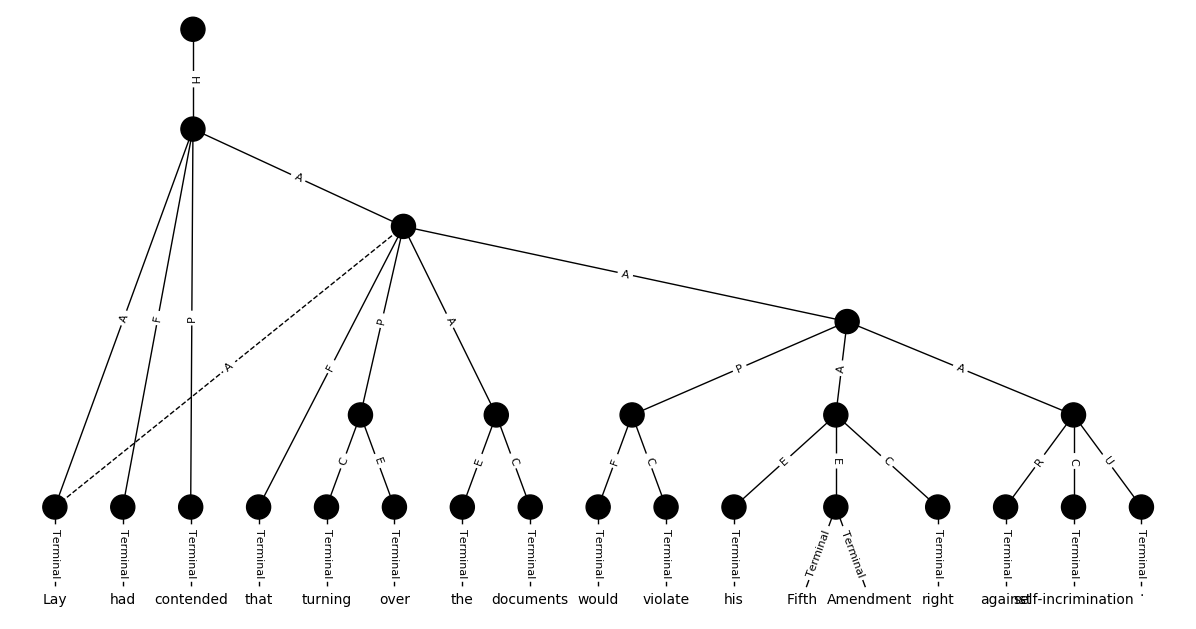 H
A
A
A F P A F P A P A A
C E E C F C E E C R C U
Terminal Terminal Terminal Terminal Terminal Terminal Terminal Terminal Terminal Terminal Terminal Terminal Terminal Terminal Terminal Terminal Terminal
Lay had contended that turning over the documents would violate his Fifth Amendment right against self-incrimination .